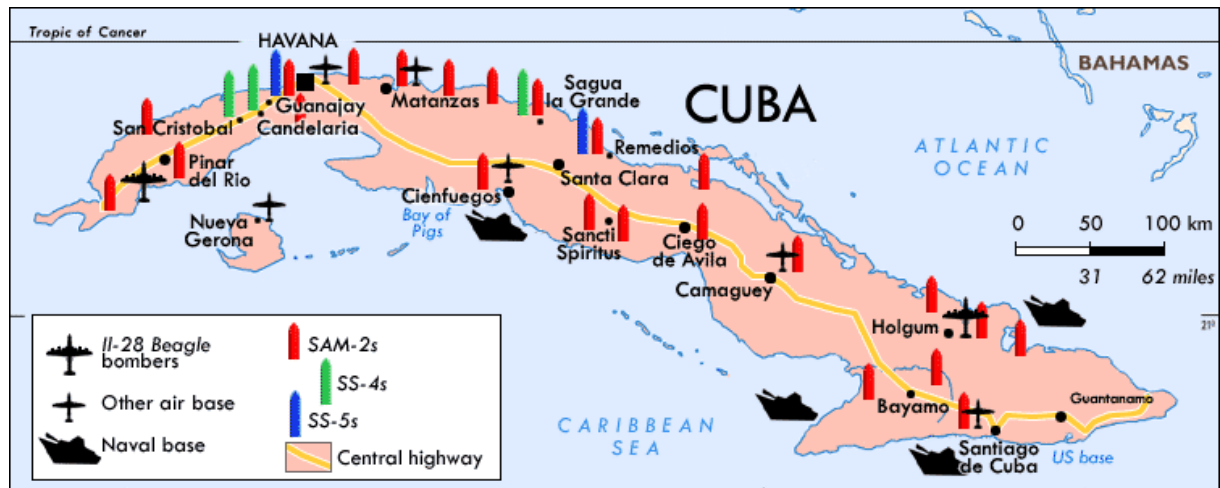 Tropic of Cancer
HAVANA
BAHAMAS
Guanajay
Matanzas
Sagua
la Grande
CUBA
San Cristobal
Candelaria
ATLANTIC
OCEAN
Remedios
Pinar
del Rio
Santa Clara
Cienfuegos
Bay of
Pigs
Nueva
Gerona
Sancti
Spiritus
Ciego
de Avila
0 50 100 km
31 62 miles
Camaguey
Holgum
21º
Il-28 Beagle
bombers
Other air base
Naval base
SAM-2s
SS-4s
SS-5s
Central highway
CARIBBEAN
SEA
Bayamo
Guantanamo
Santiago
de Cuba
US base